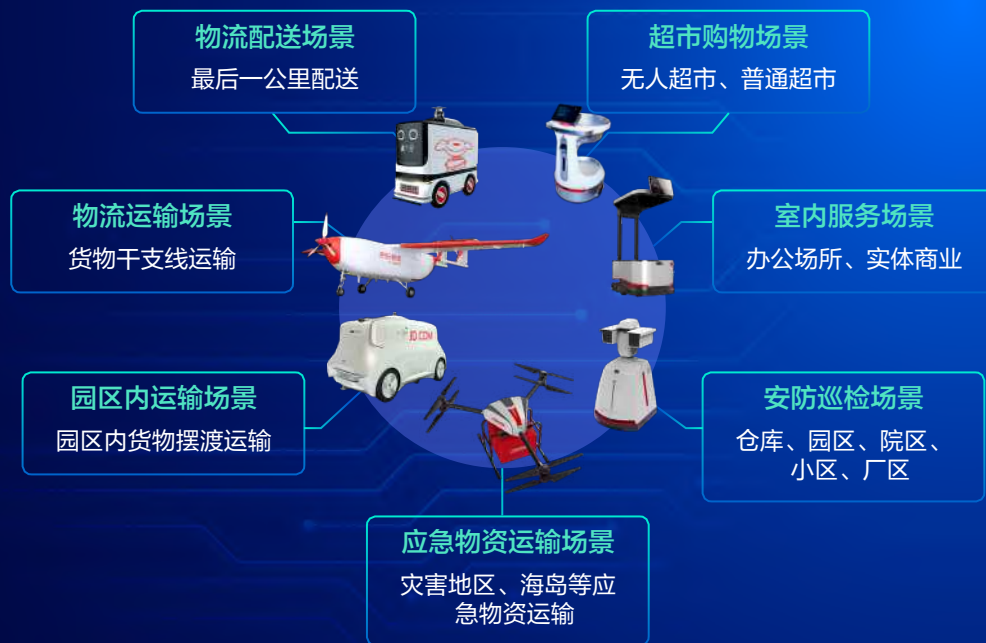 物流配送场景
最后一公里配送
超市购物场景
无人超市、普通超市
物流运输场景
货物干支线运输
室内服务场景
办公场所、实体商业
JD.COM
园区内运输场景
园区内货物摆渡运输
安防巡检场景
仓库、园区、院区、
小区、厂区
应急物资运输场景
灾害地区、海岛等应
急物资运输